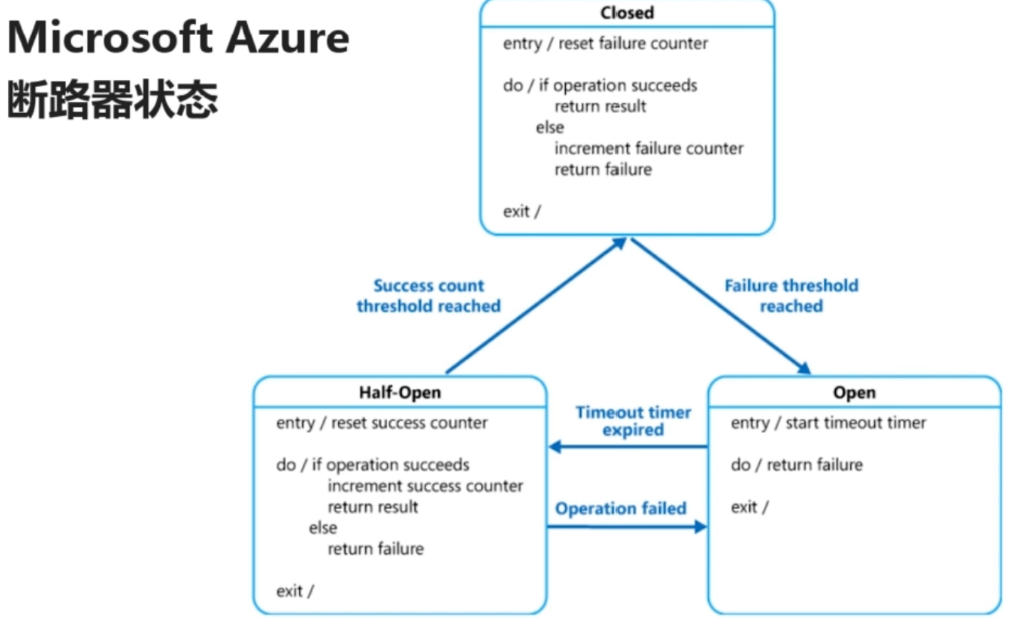 Microsoft Azure
断路器状态
Closed
entry / reset failure counter
do / if operation succeeds
return result
else
increment failure counter
return failure
exit /
Success count
threshold reached
Failure threshold
reached
Half-Open
entry / reset success counter
do / if operation succeeds
increment success counter
return result
else
return failure
exit /
Timeout timer
expired
Operation failed
Open
entry / start timeout timer
do / return failure
exit /